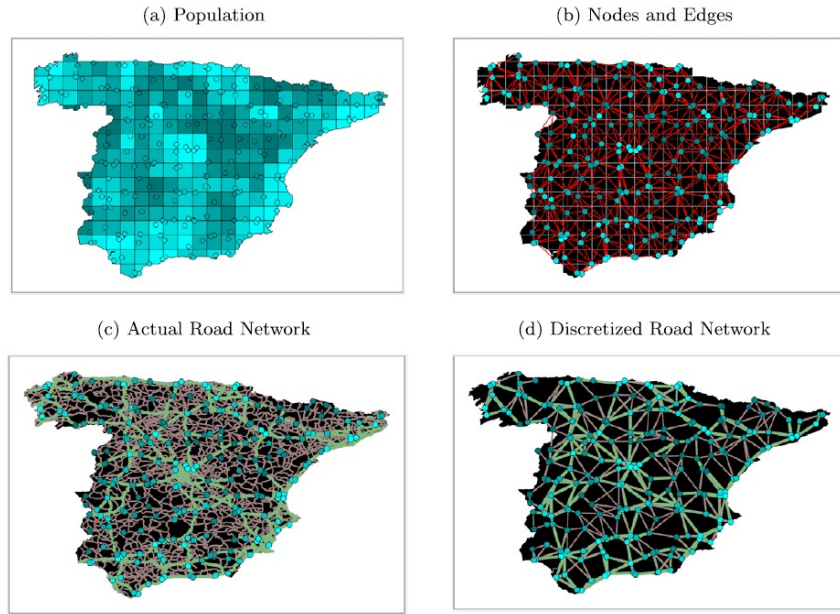 (a) Population
(b) Nodes and Edges
(c) Actual Road Network
(d) Discretized Road Network